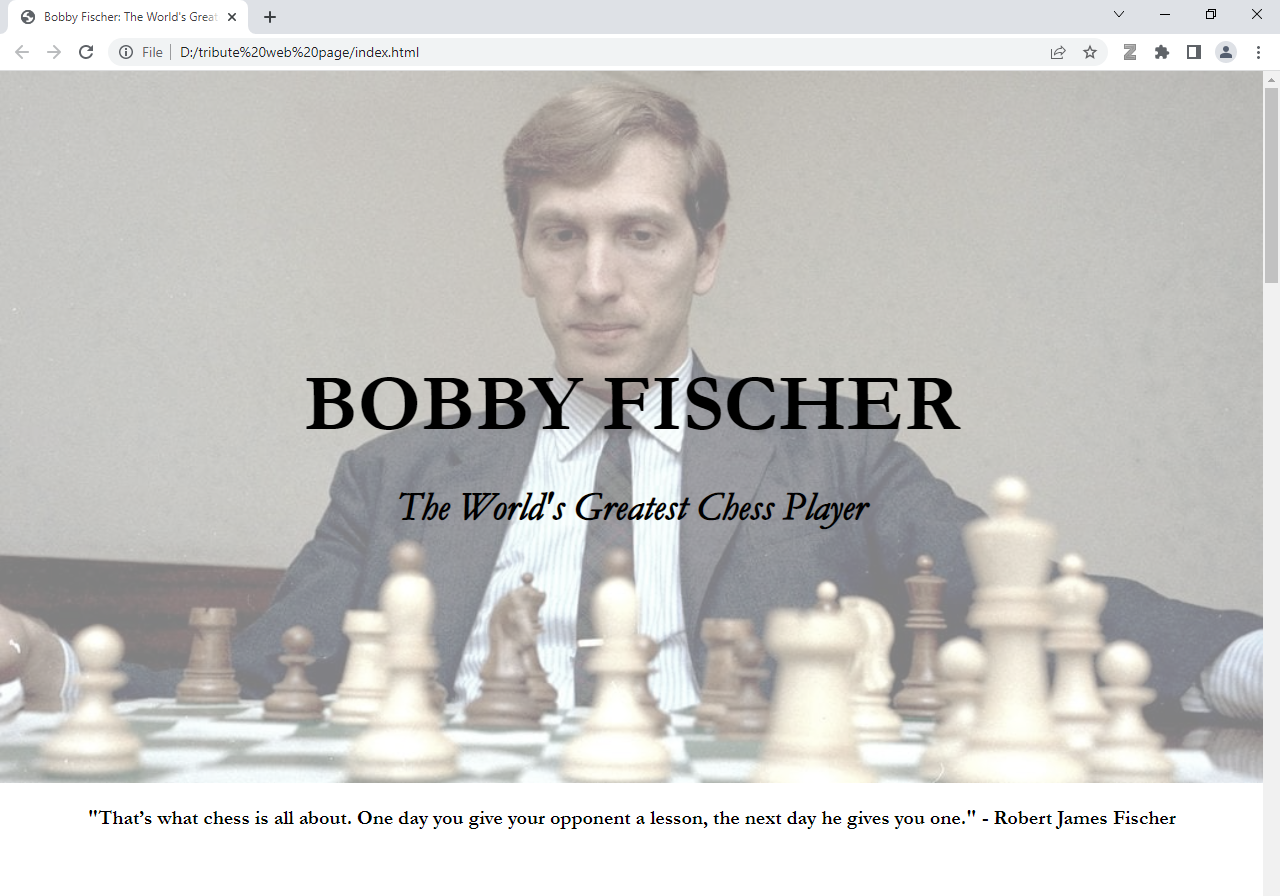 Bobby Fischer: The World's Great
File D:/tribute%20web%20page/index.html
BOBBY FISCHER
The World's Greatest Chess Player
"That’s what chess is all about. One day you give your opponent a lesson, the next day he gives you one." - Robert James Fischer